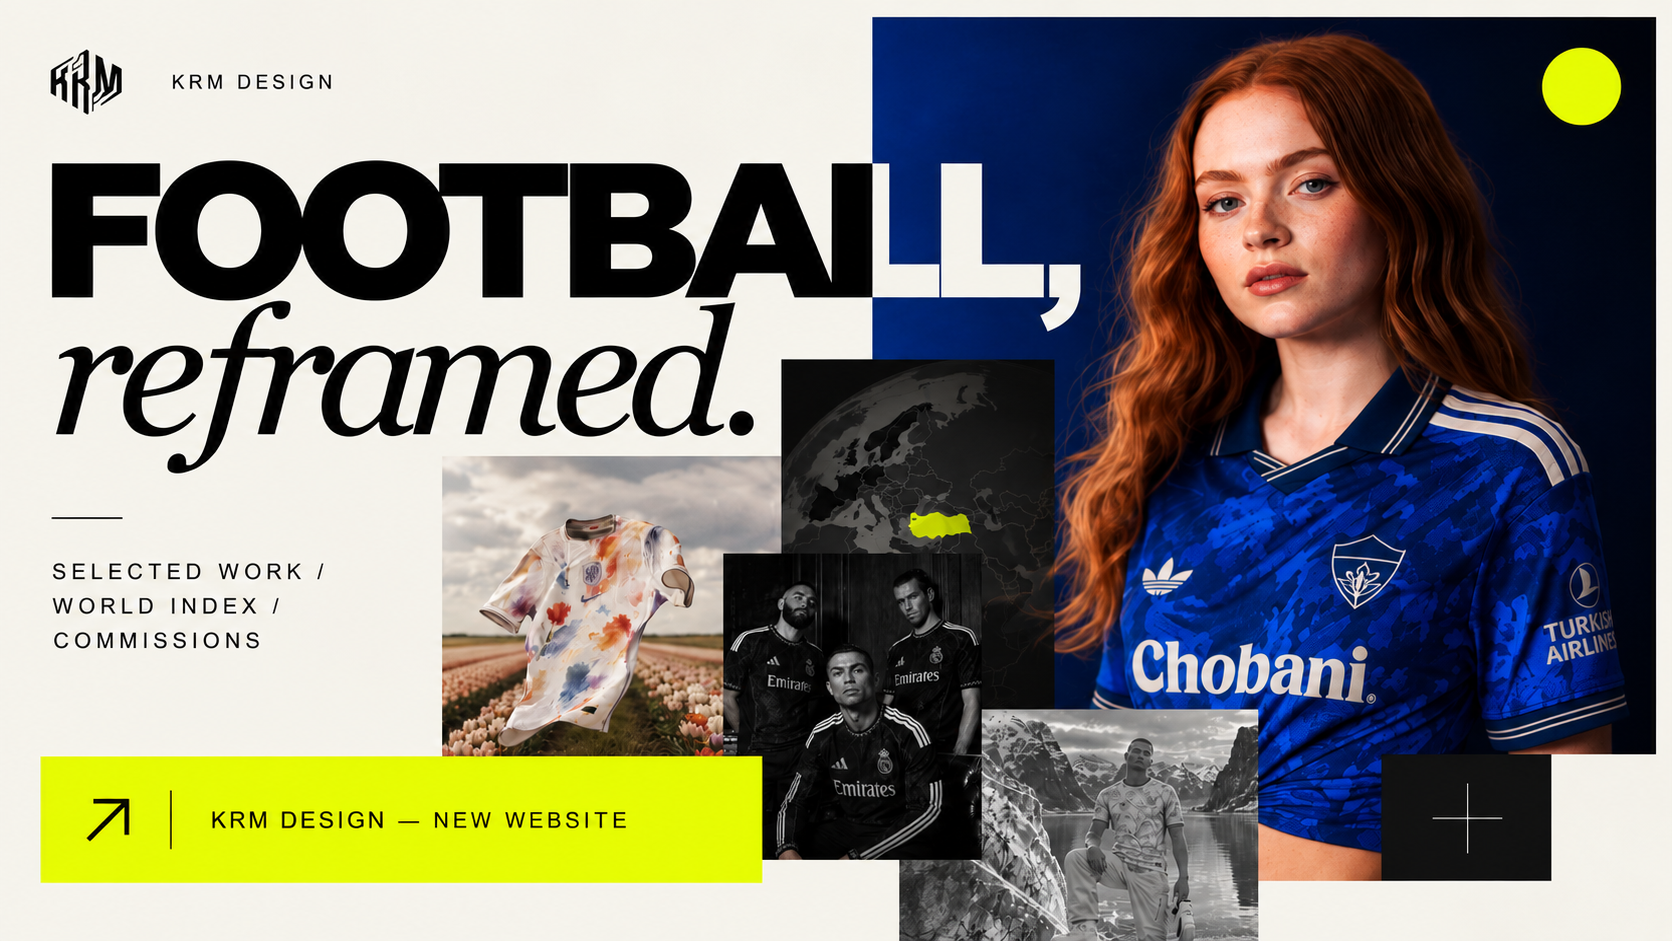 KRM
KRM DESIGN
FOOTBALL,
reframed.
SELECTED WORK /
WORLD INDEX /
COMMISSIONS
Emirates
Emirates
Emirates
Chobani.
TURKISH
AIRLINES
KRM DESIGN — NEW WEBSITE